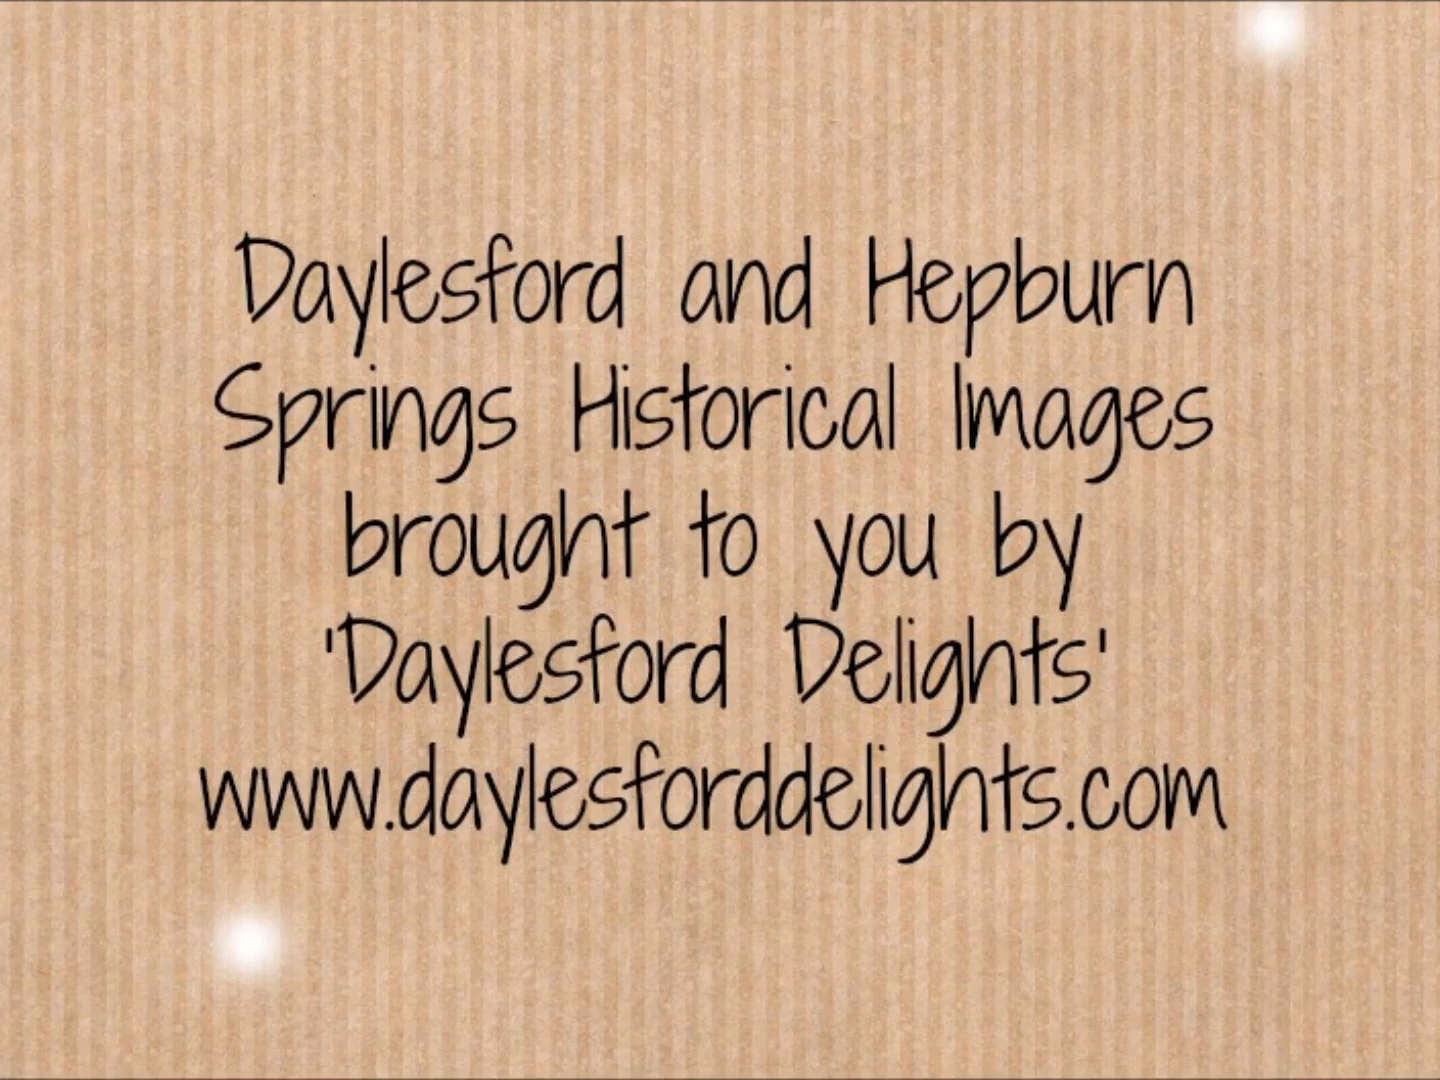 Daylesford and Hepburn
Springs Historical Images
brought to you by
'Daylesford Delights'
www.daylesforddelights.com